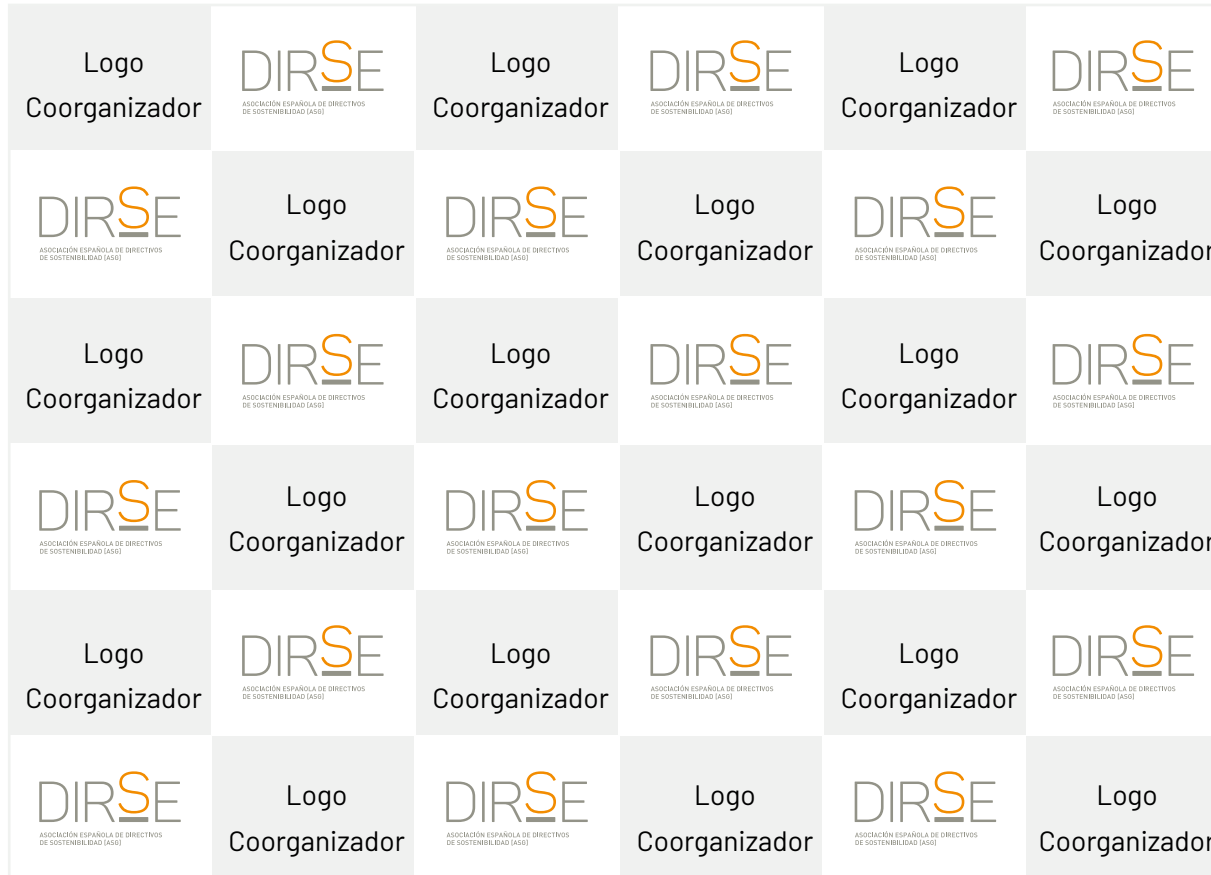 Logo
Coorganizador
DIRSE
ASOCIACIÓN ESPAÑOLA DE DIRECTIVOS
DE SOSTENIBILIDAD [ASG]
Logo
Coorganizador
DIRSE
ASOCIACIÓN ESPAÑOLA DE DIRECTIVOS
DE SOSTENIBILIDAD [ASG]
Logo
Coorganizador
DIRSE
ASOCIACIÓN ESPAÑOLA DE DIRECTIVOS
DE SOSTENIBILIDAD [ASG]
DIRSE
ASOCIACIÓN ESPAÑOLA DE DIRECTIVOS
DE SOSTENIBILIDAD [ASG]
Logo
Coorganizador
DIRSE
ASOCIACIÓN ESPAÑOLA DE DIRECTIVOS
DE SOSTENIBILIDAD [ASG]
Logo
Coorganizador
DIRSE
ASOCIACIÓN ESPAÑOLA DE DIRECTIVOS
DE SOSTENIBILIDAD [ASG]
Logo
Coorganizador
Logo
Coorganizador
DIRSE
ASOCIACIÓN ESPAÑOLA DE DIRECTIVOS
DE SOSTENIBILIDAD [ASG]
Logo
Coorganizador
DIRSE
ASOCIACIÓN ESPAÑOLA DE DIRECTIVOS
DE SOSTENIBILIDAD [ASG]
Logo
Coorganizador
DIRSE
ASOCIACIÓN ESPAÑOLA DE DIRECTIVOS
DE SOSTENIBILIDAD [ASG]
DIRSE
ASOCIACIÓN ESPAÑOLA DE DIRECTIVOS
DE SOSTENIBILIDAD [ASG]
Logo
Coorganizador
DIRSE
ASOCIACIÓN ESPAÑOLA DE DIRECTIVOS
DE SOSTENIBILIDAD [ASG]
Logo
Coorganizador
DIRSE
ASOCIACIÓN ESPAÑOLA DE DIRECTIVOS
DE SOSTENIBILIDAD [ASG]
Logo
Coorganizador
Logo
Coorganizador
DIRSE
ASOCIACIÓN ESPAÑOLA DE DIRECTIVOS
DE SOSTENIBILIDAD [ASG]
Logo
Coorganizador
DIRSE
ASOCIACIÓN ESPAÑOLA DE DIRECTIVOS
DE SOSTENIBILIDAD [ASG]
Logo
Coorganizador
DIRSE
ASOCIACIÓN ESPAÑOLA DE DIRECTIVOS
DE SOSTENIBILIDAD [ASG]
DIRSE
ASOCIACIÓN ESPAÑOLA DE DIRECTIVOS
DE SOSTENIBILIDAD [ASG]
Logo
Coorganizador
DIRSE
ASOCIACIÓN ESPAÑOLA DE DIRECTIVOS
DE SOSTENIBILIDAD [ASG]
Logo
Coorganizador
DIRSE
ASOCIACIÓN ESPAÑOLA DE DIRECTIVOS
DE SOSTENIBILIDAD [ASG]
Logo
Coorganizador